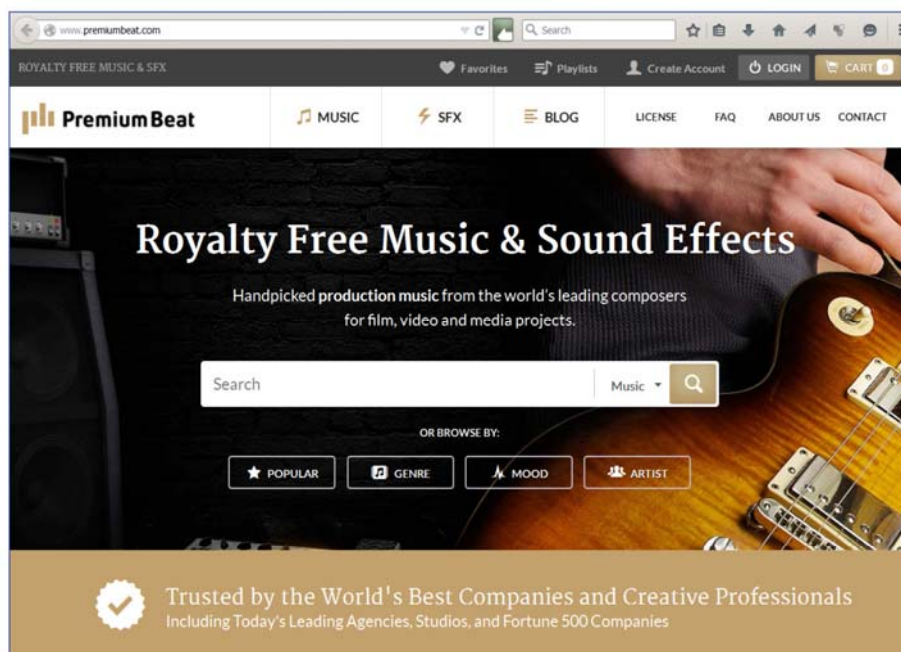 www.premiumbeat.com
Search
ROYALTY FREE MUSIC & SFX
Favorites
Playlists
Create Account
LOGIN
CART 0
PremiumBeat
MUSIC
SFX
BLOG
LICENSE
FAQ
ABOUT US
CONTACT
Royalty Free Music & Sound Effects
Handpicked production music from the world's leading composers
for film, video and media projects.
Search
Music
OR BROWSE BY:
POPULAR
GENRE
MOOD
ARTIST
Trusted by the World's Best Companies and Creative Professionals
Including Today's Leading Agencies, Studios, and Fortune 500 Companies